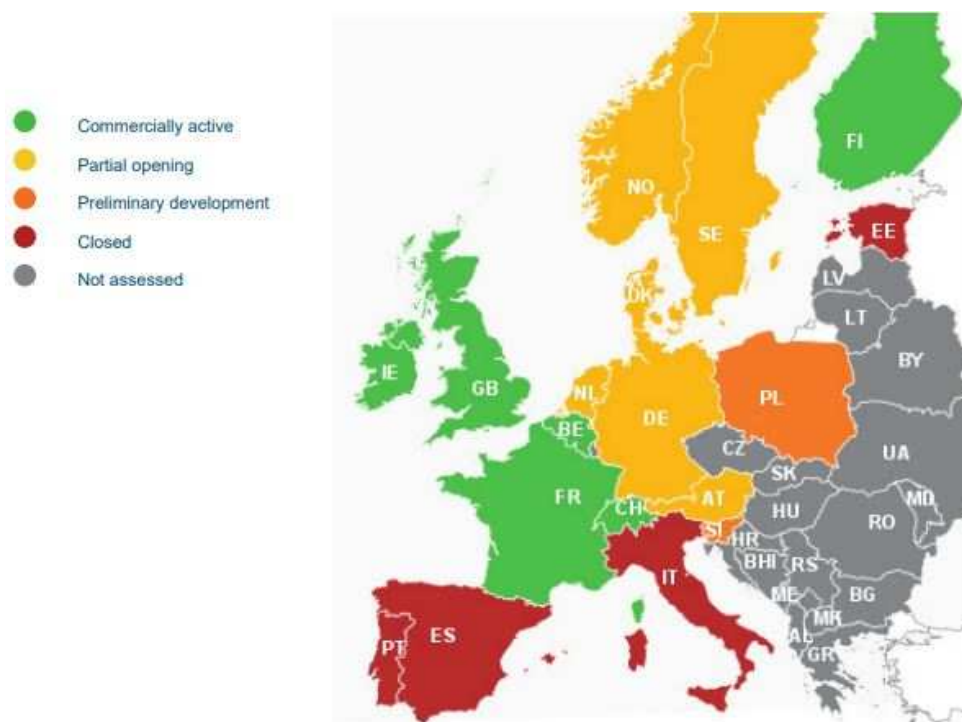 Commercially active
Partial opening
Preliminary development
Closed
Not assessed
FI
NO
SE
EE
LV
DK
LT
BY
IE
GB
NL
DE
PL
BE
CZ
UA
SK
FR
CH
AT
HU
MD
RO
SI
HR
BHI
RS
IT
ME
BG
MK
PT
ES
AL
GR